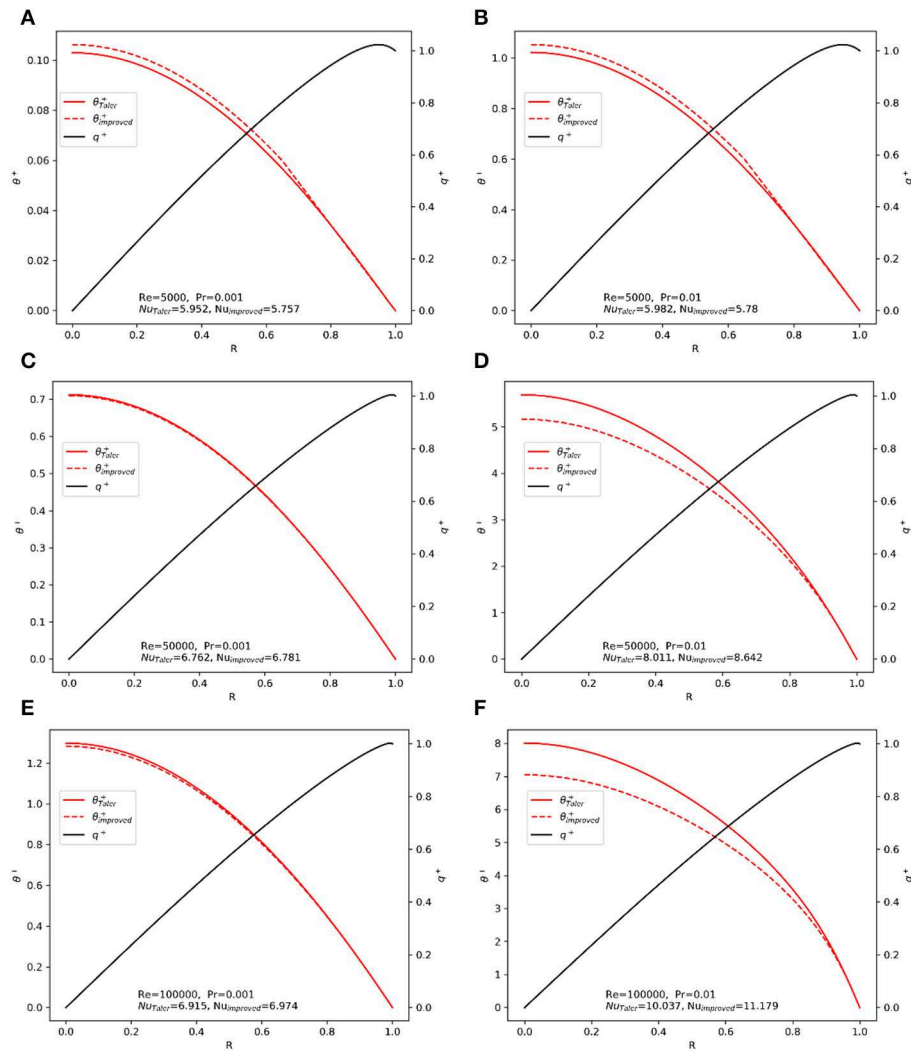 A
B
0.10
0.08
0.06
0.04
0.02
0.00
θ⁺
θ⁺Taler
θ⁺improved
q⁺
1.0
0.8
0.6
0.4
0.2
0.0
q⁺
Re=5000, Pr=0.001
NuTaler=5.952, Nuimproved=5.757
0.0 0.2 0.4 0.6 0.8 1.0
R
1.0
0.8
0.6
0.4
0.2
0.0
θ⁺Taler
θ⁺improved
q⁺
1.0
0.8
0.6
0.4
0.2
0.0
q⁺
Re=5000, Pr=0.01
NuTaler=5.982, Nuimproved=5.78
0.0 0.2 0.4 0.6 0.8 1.0
R
C
D
0.7
0.6
0.5
0.4
0.3
0.2
0.1
0.0
θ⁺Taler
θ⁺improved
q⁺
1.0
0.8
0.6
0.4
0.2
0.0
q⁺
Re=50000, Pr=0.001
NuTaler=6.762, Nuimproved=6.781
0.0 0.2 0.4 0.6 0.8 1.0
R
5
4
3
2
1
0
θ⁺Taler
θ⁺improved
q⁺
1.0
0.8
0.6
0.4
0.2
0.0
q⁺
Re=50000, Pr=0.01
NuTaler=8.011, Nuimproved=8.642
0.0 0.2 0.4 0.6 0.8 1.0
R
E
F
1.2
1.0
0.8
0.6
0.4
0.2
0.0
θ⁺Taler
θ⁺improved
q⁺
1.0
0.8
0.6
0.4
0.2
0.0
q⁺
Re=100000, Pr=0.001
NuTaler=6.915, Nuimproved=6.974
0.0 0.2 0.4 0.6 0.8 1.0
R
8
7
6
5
4
3
2
1
0
θ⁺Taler
θ⁺improved
q⁺
1.0
0.8
0.6
0.4
0.2
0.0
q⁺
Re=100000, Pr=0.01
NuTaler=10.037, Nuimproved=11.179
0.0 0.2 0.4 0.6 0.8 1.0
R